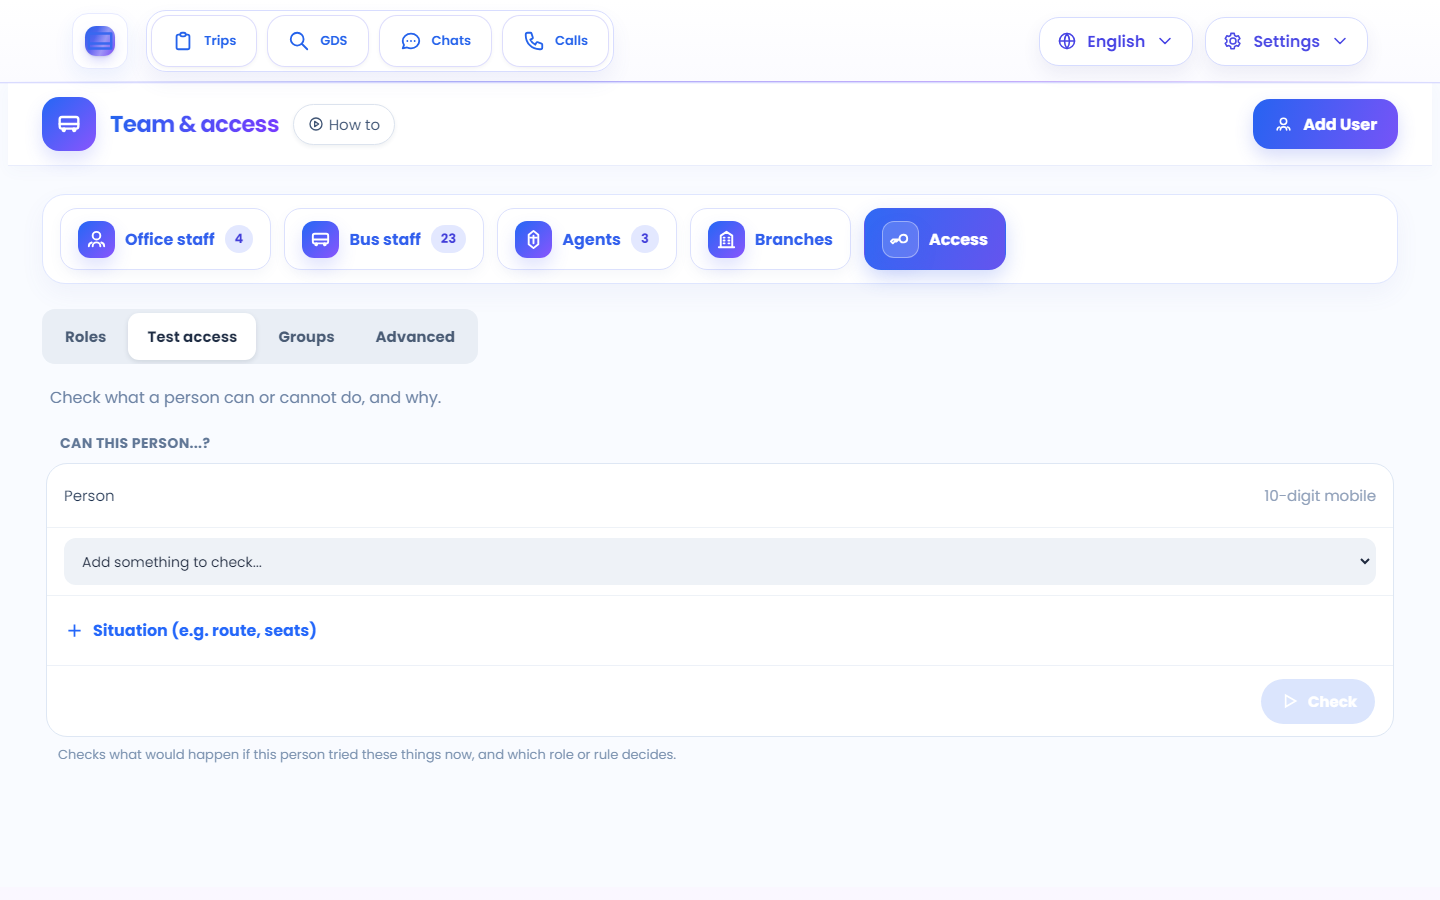 Trips
GDS
Chats
Calls
English
Settings
Team & access
How to
Add User
Office staff 4
Bus staff 23
Agents 3
Branches
Access
Roles
Test access
Groups
Advanced
Check what a person can or cannot do, and why.
CAN THIS PERSON...?
Person
10-digit mobile
Add something to check...
Situation (e.g. route, seats)
Check
Checks what would happen if this person tried these things now, and which role or rule decides.